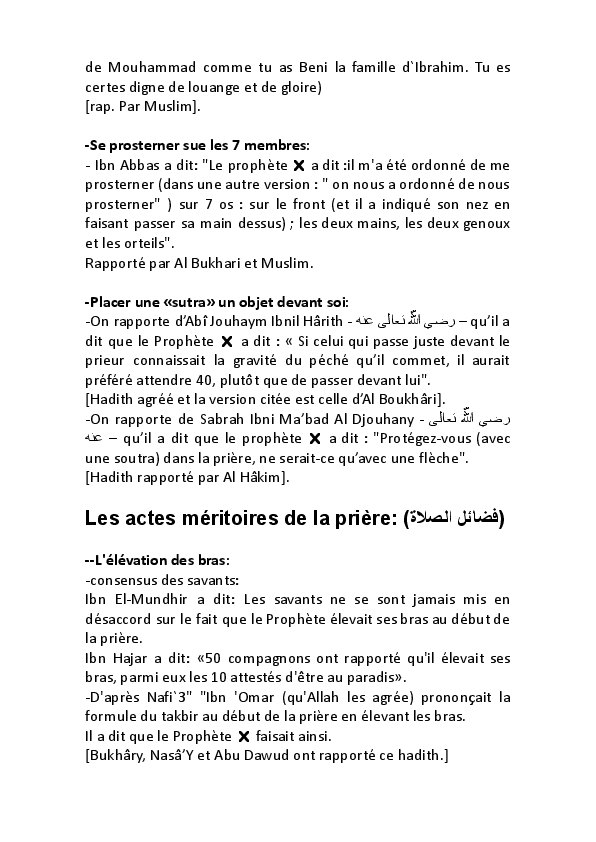 de Mouhammad comme tu as Beni la famille d`Ibrahim. Tu es
certes digne de louange et de gloire)
[rap. Par Muslim].
-Se prosterner sue les 7 membres:
- Ibn Abbas a dit: "Le prophète ✕ a dit :il m'a été ordonné de me
prosterner (dans une autre version : " on nous a ordonné de nous
prosterner" ) sur 7 os : sur le front (et il a indiqué son nez en
faisant passer sa main dessus) ; les deux mains, les deux genoux
et les orteils".
Rapporté par Al Bukhari et Muslim.
-Placer une «sutra» un objet devant soi:
-On rapporte d’Abî Jouhaym Ibnil Hârith - رضي الله تعالى عنه – qu’il a
dit que le Prophète ✕ a dit : « Si celui qui passe juste devant le
prieur connaissait la gravité du péché qu’il commet, il aurait
préféré attendre 40, plutôt que de passer devant lui".
[Hadith agréé et la version citée est celle d’Al Boukhâri].
-On rapporte de Sabrah Ibni Ma’bad Al Djouhany - رضي الله تعالى
عنه – qu’il a dit que le prophète ✕ a dit : "Protégez-vous (avec
une soutra) dans la prière, ne serait-ce qu’avec une flèche".
[Hadith rapporté par Al Hâkim].
Les actes méritoires de la prière: (فضائل الصلاة)
--L'élévation des bras:
-consensus des savants:
Ibn El-Mundhir a dit: Les savants ne se sont jamais mis en
désaccord sur le fait que le Prophète élevait ses bras au début de
la prière.
Ibn Hajar a dit: «50 compagnons ont rapporté qu'il élevait ses
bras, parmi eux les 10 attestés d'être au paradis».
-D'après Nafi`3" "Ibn 'Omar (qu'Allah les agrée) prononçait la
formule du takbir au début de la prière en élevant les bras.
Il a dit que le Prophète ✕ faisait ainsi.
[Bukhâry, Nasâ’Y et Abu Dawud ont rapporté ce hadith.]